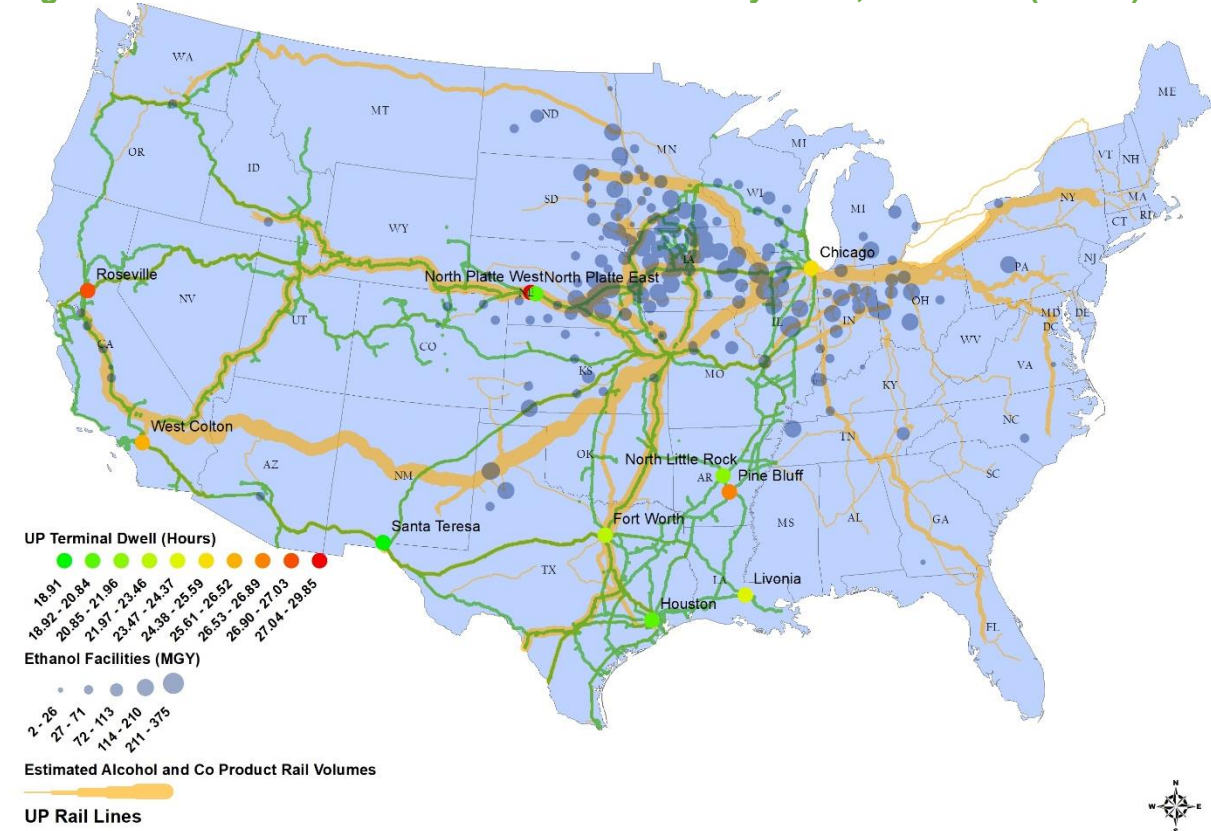 WA
MT
ND
MN
MI
ME
VT
NH
OR
ID
SD
WI
MI
NY
MA
CT
RI
WY
IA
Chicago
PA
NJ
Roseville
North Platte West
North Platte East
NE
NV
UT
CO
IL
IN
OH
MD
DE
DC
WV
VA
CA
KS
MO
KY
NC
West Colton
TN
AZ
NM
OK
North Little Rock
AR
Pine Bluff
SC
MS
AL
GA
Santa Teresa
Fort Worth
TX
LA
Livonia
Houston
FL
UP Terminal Dwell (Hours)
18.91
18.92 - 20.84
20.85 - 21.96
21.97 - 23.46
23.47 - 24.37
24.38 - 25.59
25.61 - 26.52
26.53 - 26.89
26.90 - 27.03
27.04 - 29.85
Ethanol Facilities (MGY)
2 - 26
27 - 71
72 - 113
114 - 210
211 - 375
Estimated Alcohol and Co Product Rail Volumes
UP Rail Lines
N
W
E
S